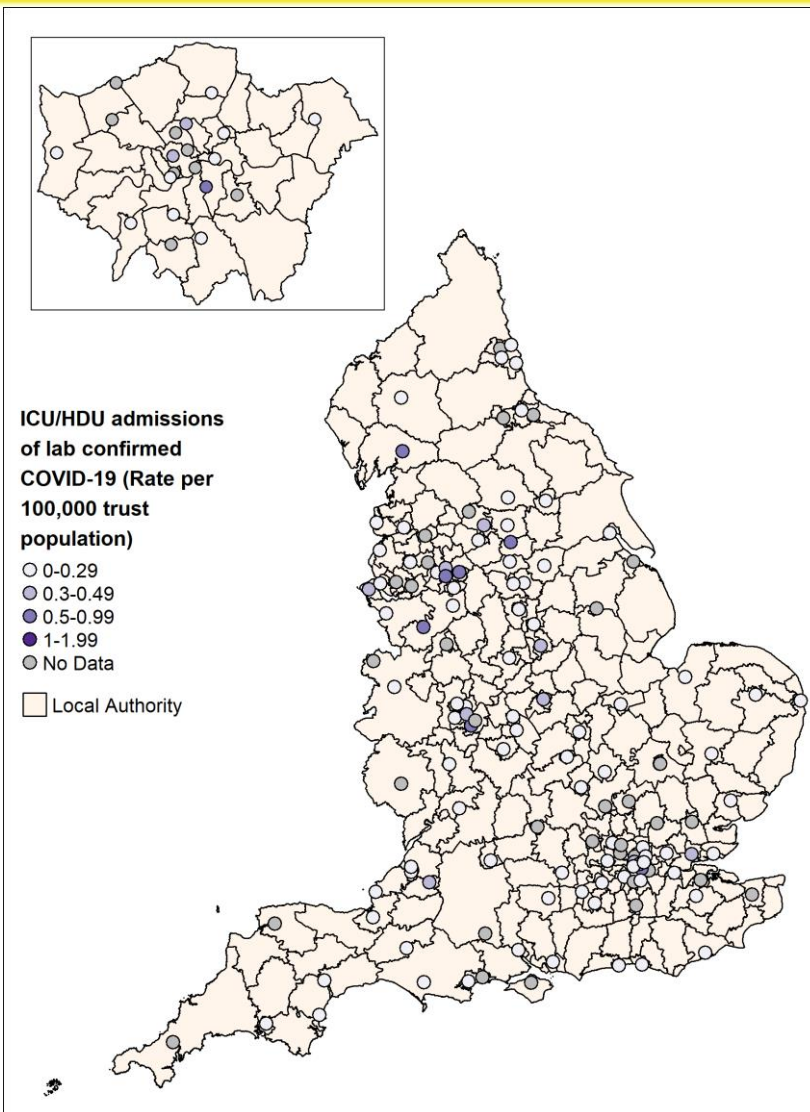 ICU/HDU admissions
of lab confirmed
COVID-19 (Rate per
100,000 trust
population)
0-0.29
0.3-0.49
0.5-0.99
1-1.99
No Data
Local Authority